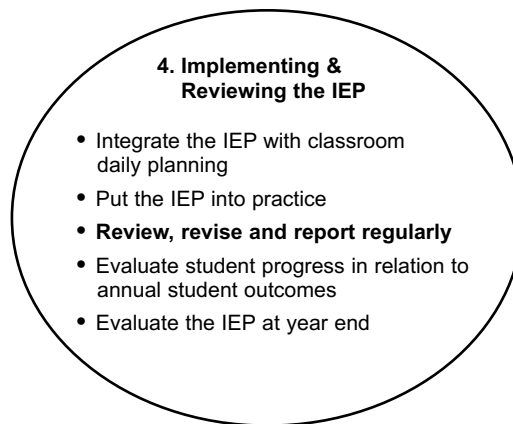 4. Implementing &
Reviewing the IEP
• Integrate the IEP with classroom
daily planning
• Put the IEP into practice
• Review, revise and report regularly
• Evaluate student progress in relation to
annual student outcomes
• Evaluate the IEP at year end